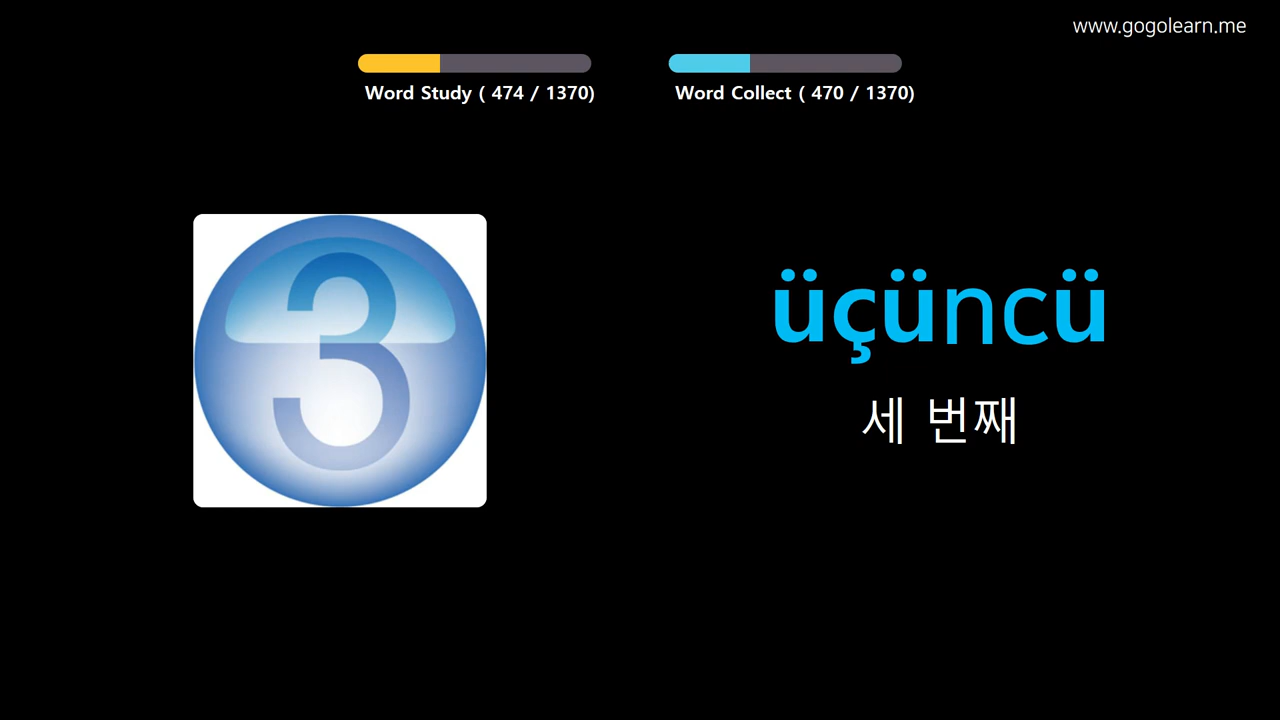 www.gogolearn.me
Word Study ( 474 / 1370)
Word Collect ( 470 / 1370)
3
üçüncü
세 번째